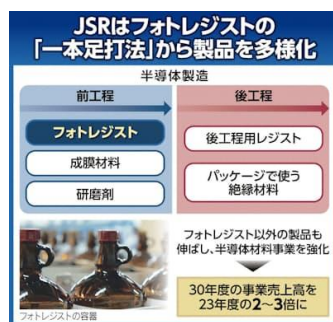 JSRはフォトレジストの
「一本足打法」から製品を多様化
半導体製造
前工程
フォトレジスト
成膜材料
研磨剤
後工程
後工程用レジスト
パッケージで使う
絶縁材料
フォトレジストの容器
フォトレジスト以外の製品も
伸ばし、半導体材料事業を強化
30年度の事業売上高を
23年度の2〜3倍に